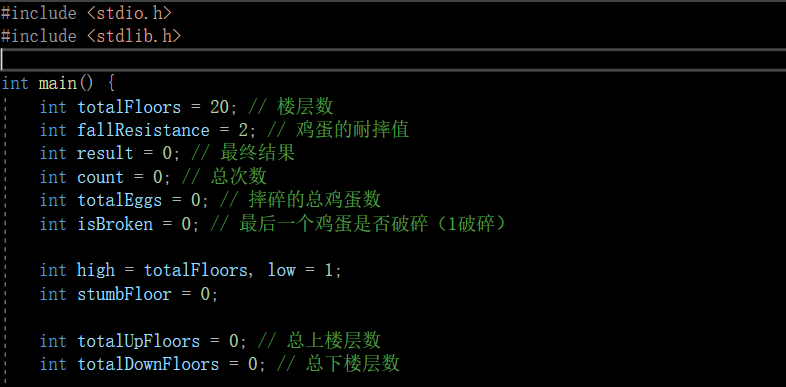 #include <stdio.h>
#include <stdlib.h>
int main() {
int totalFloors = 20; // 楼层数
int fallResistance = 2; // 鸡蛋的耐摔值
int result = 0; // 最终结果
int count = 0; // 总次数
int totalEggs = 0; // 摔碎的总鸡蛋数
int isBroken = 0; // 最后一个鸡蛋是否破碎（1破碎）
int high = totalFloors, low = 1;
int stumbFloor = 0;
int totalUpFloors = 0; // 总上楼层数
int totalDownFloors = 0; // 总下楼层数